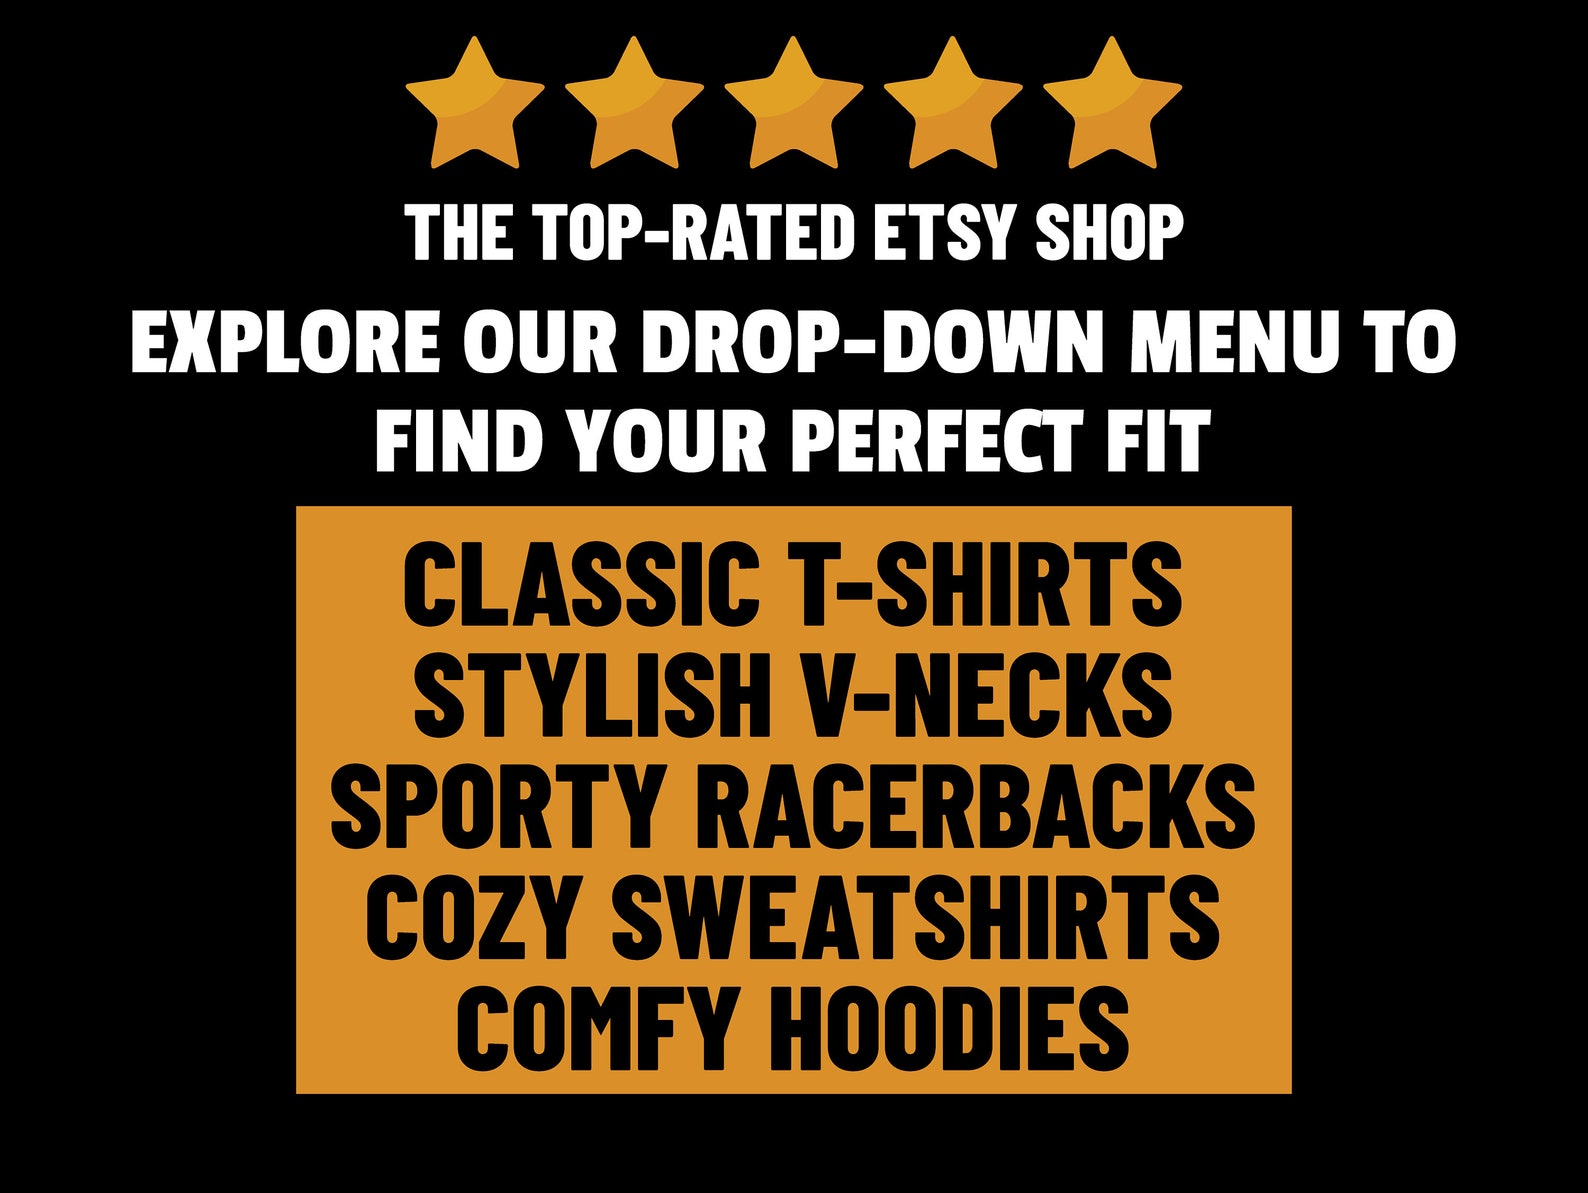 THE TOP-RATED ETSY SHOP
EXPLORE OUR DROP-DOWN MENU TO
FIND YOUR PERFECT FIT
CLASSIC T-SHIRTS
STYLISH V-NECKS
SPORTY RACERBACKS
COZY SWEATSHIRTS
COMFY HOODIES